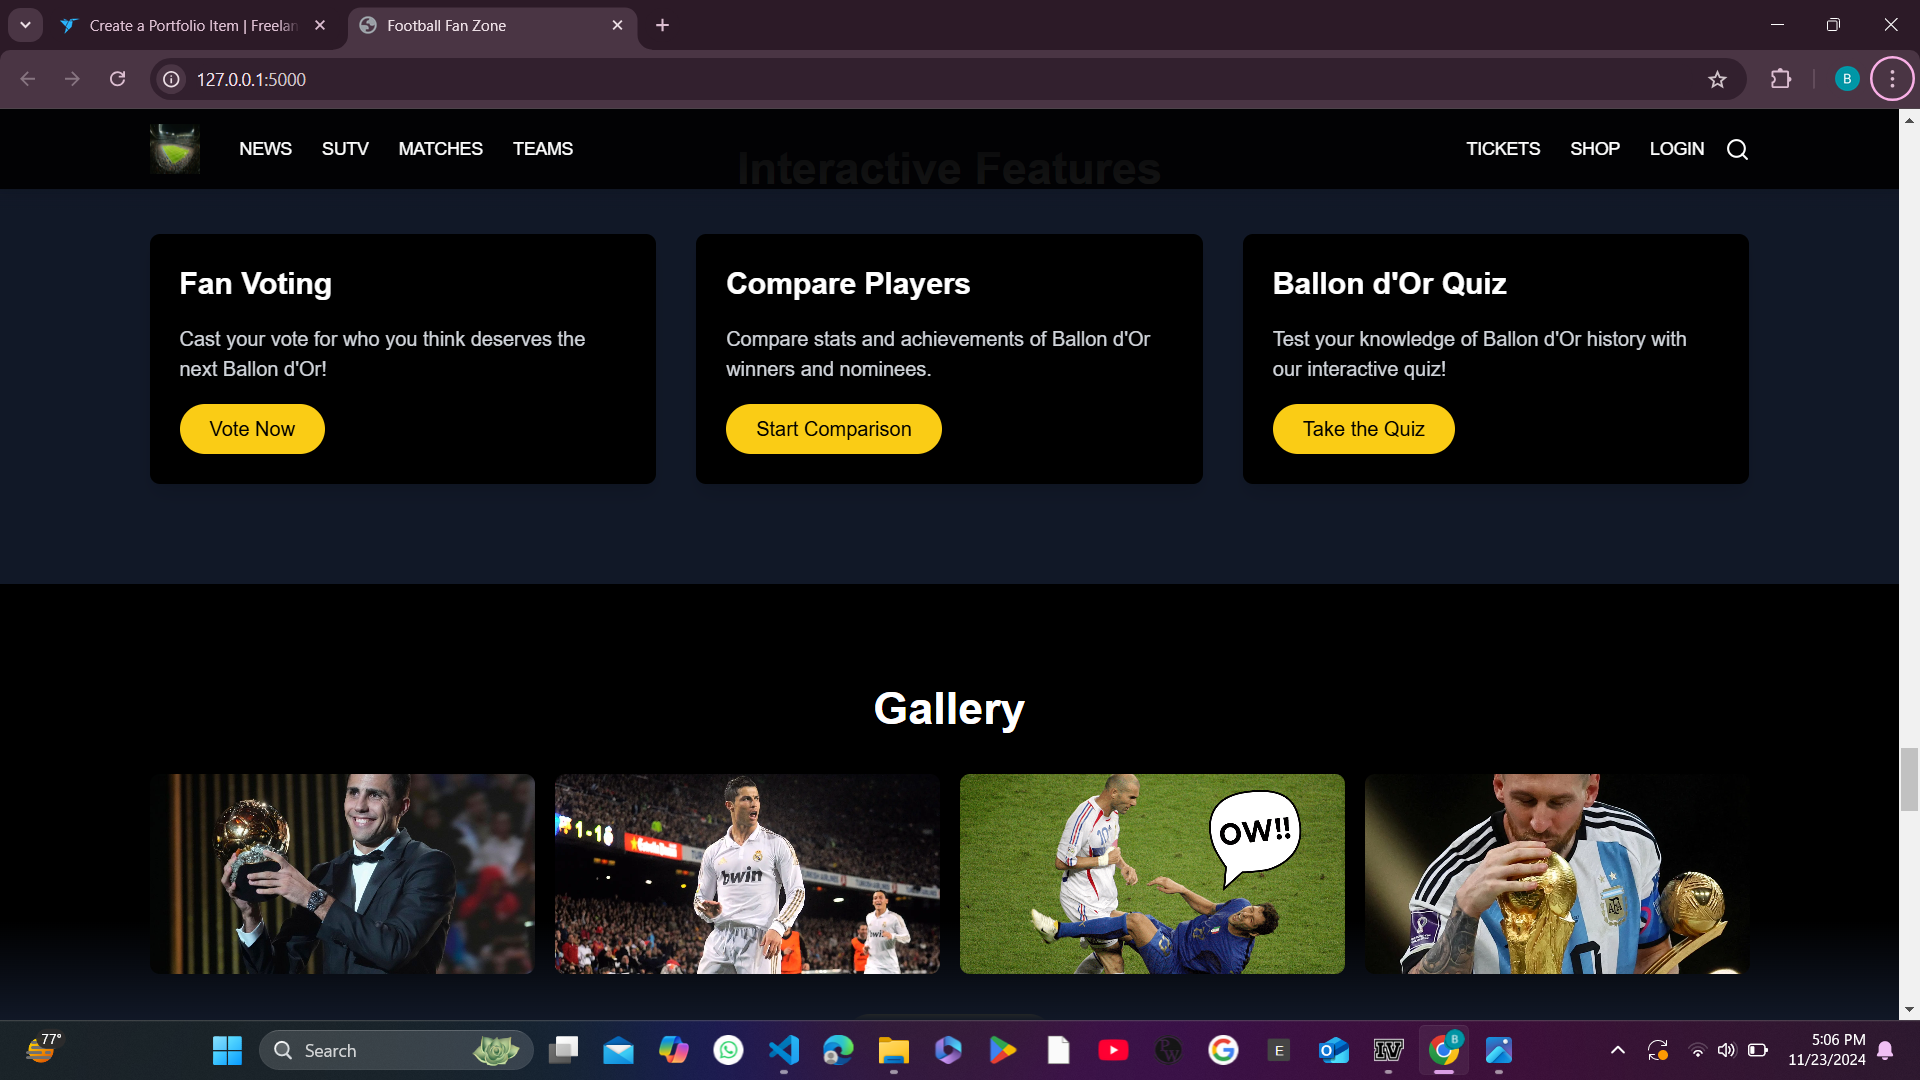 Create a Portfolio Item | Freelan
Football Fan Zone
127.0.0.1:5000
B
NEWS
SUTV
MATCHES
TEAMS
TICKETS
SHOP
LOGIN
Interactive Features
Fan Voting
Cast your vote for who you think deserves the
next Ballon d'Or!
Vote Now
Compare Players
Compare stats and achievements of Ballon d'Or
winners and nominees.
Start Comparison
Ballon d'Or Quiz
Test your knowledge of Ballon d'Or history with
our interactive quiz!
Take the Quiz
Gallery
1-16
bwin
OW!!
AFA
77°
Search
E
IV
B
5:06 PM
11/23/2024